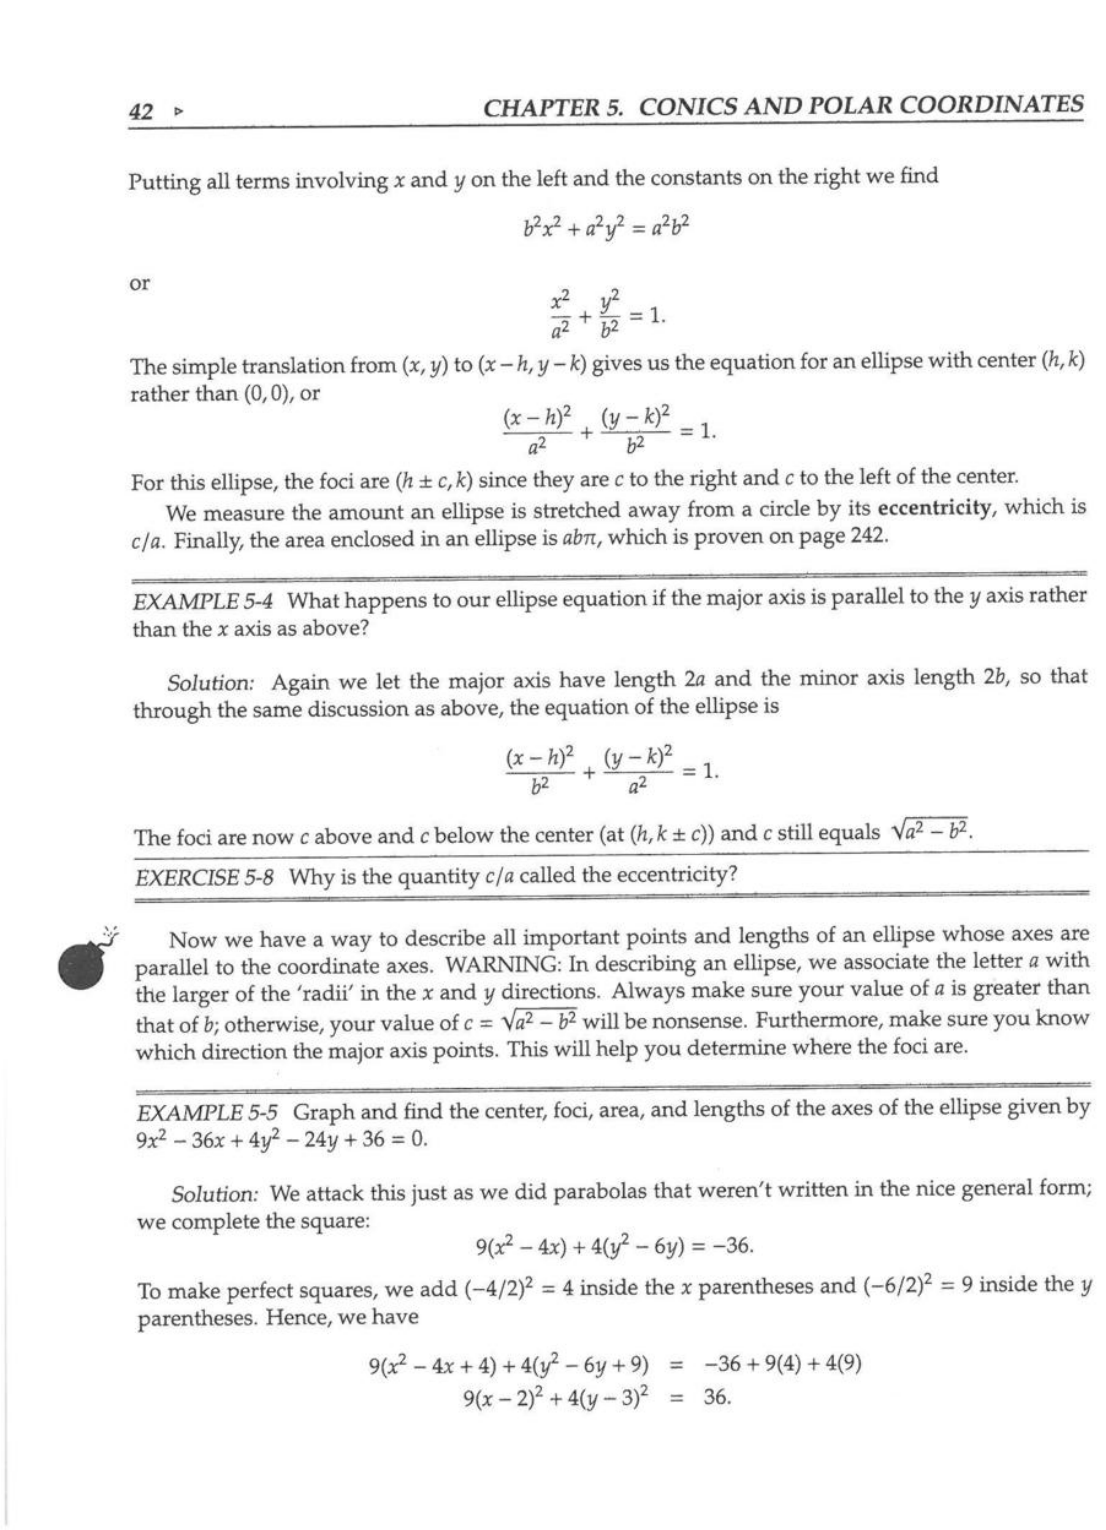 42 ▹ CHAPTER 5. CONICS AND POLAR COORDINATES
Putting all terms involving x and y on the left and the constants on the right we find
b²x² + a²y² = a²b²
or
x²/a² + y²/b² = 1.
The simple translation from (x, y) to (x – h, y – k) gives us the equation for an ellipse with center (h, k)
rather than (0, 0), or
(x – h)²/a² + (y – k)²/b² = 1.
For this ellipse, the foci are (h ± c, k) since they are c to the right and c to the left of the center.
We measure the amount an ellipse is stretched away from a circle by its eccentricity, which is
c/a. Finally, the area enclosed in an ellipse is abπ, which is proven on page 242.
EXAMPLE 5-4 What happens to our ellipse equation if the major axis is parallel to the y axis rather
than the x axis as above?
Solution: Again we let the major axis have length 2a and the minor axis length 2b, so that
through the same discussion as above, the equation of the ellipse is
(x – h)²/b² + (y – k)²/a² = 1.
The foci are now c above and c below the center (at (h, k ± c)) and c still equals √(a² – b²).
EXERCISE 5-8 Why is the quantity c/a called the eccentricity?
Now we have a way to describe all important points and lengths of an ellipse whose axes are
parallel to the coordinate axes. WARNING: In describing an ellipse, we associate the letter a with
the larger of the 'radii' in the x and y directions. Always make sure your value of a is greater than
that of b; otherwise, your value of c = √(a² – b²) will be nonsense. Furthermore, make sure you know
which direction the major axis points. This will help you determine where the foci are.
EXAMPLE 5-5 Graph and find the center, foci, area, and lengths of the axes of the ellipse given by
9x² – 36x + 4y² – 24y + 36 = 0.
Solution: We attack this just as we did parabolas that weren't written in the nice general form;
we complete the square:
9(x² – 4x) + 4(y² – 6y) = –36.
To make perfect squares, we add (–4/2)² = 4 inside the x parentheses and (–6/2)² = 9 inside the y
parentheses. Hence, we have
9(x² – 4x + 4) + 4(y² – 6y + 9) = –36 + 9(4) + 4(9)
9(x – 2)² + 4(y – 3)² = 36.